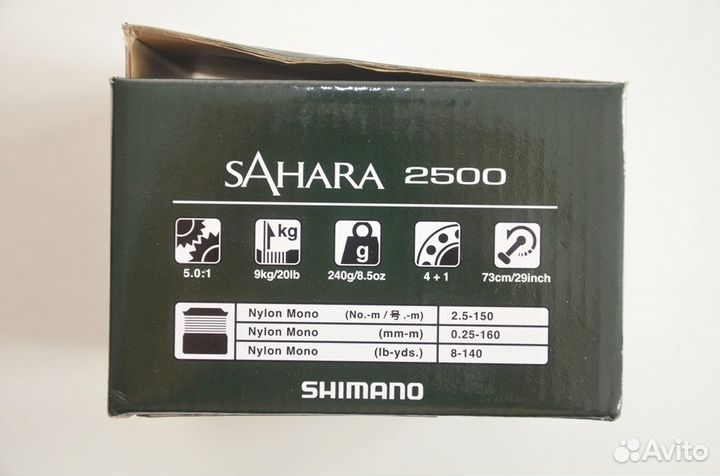 SAHARA 2500
kg
g
5.0:1 9kg/20lb 240g/8.5oz 4 + 1 73cm/29inch
Nylon Mono (No.-m / 号.-m) 2.5-150
Nylon Mono (mm-m) 0.25-160
Nylon Mono (lb-yds.) 8-140
SHIMANO
Avito